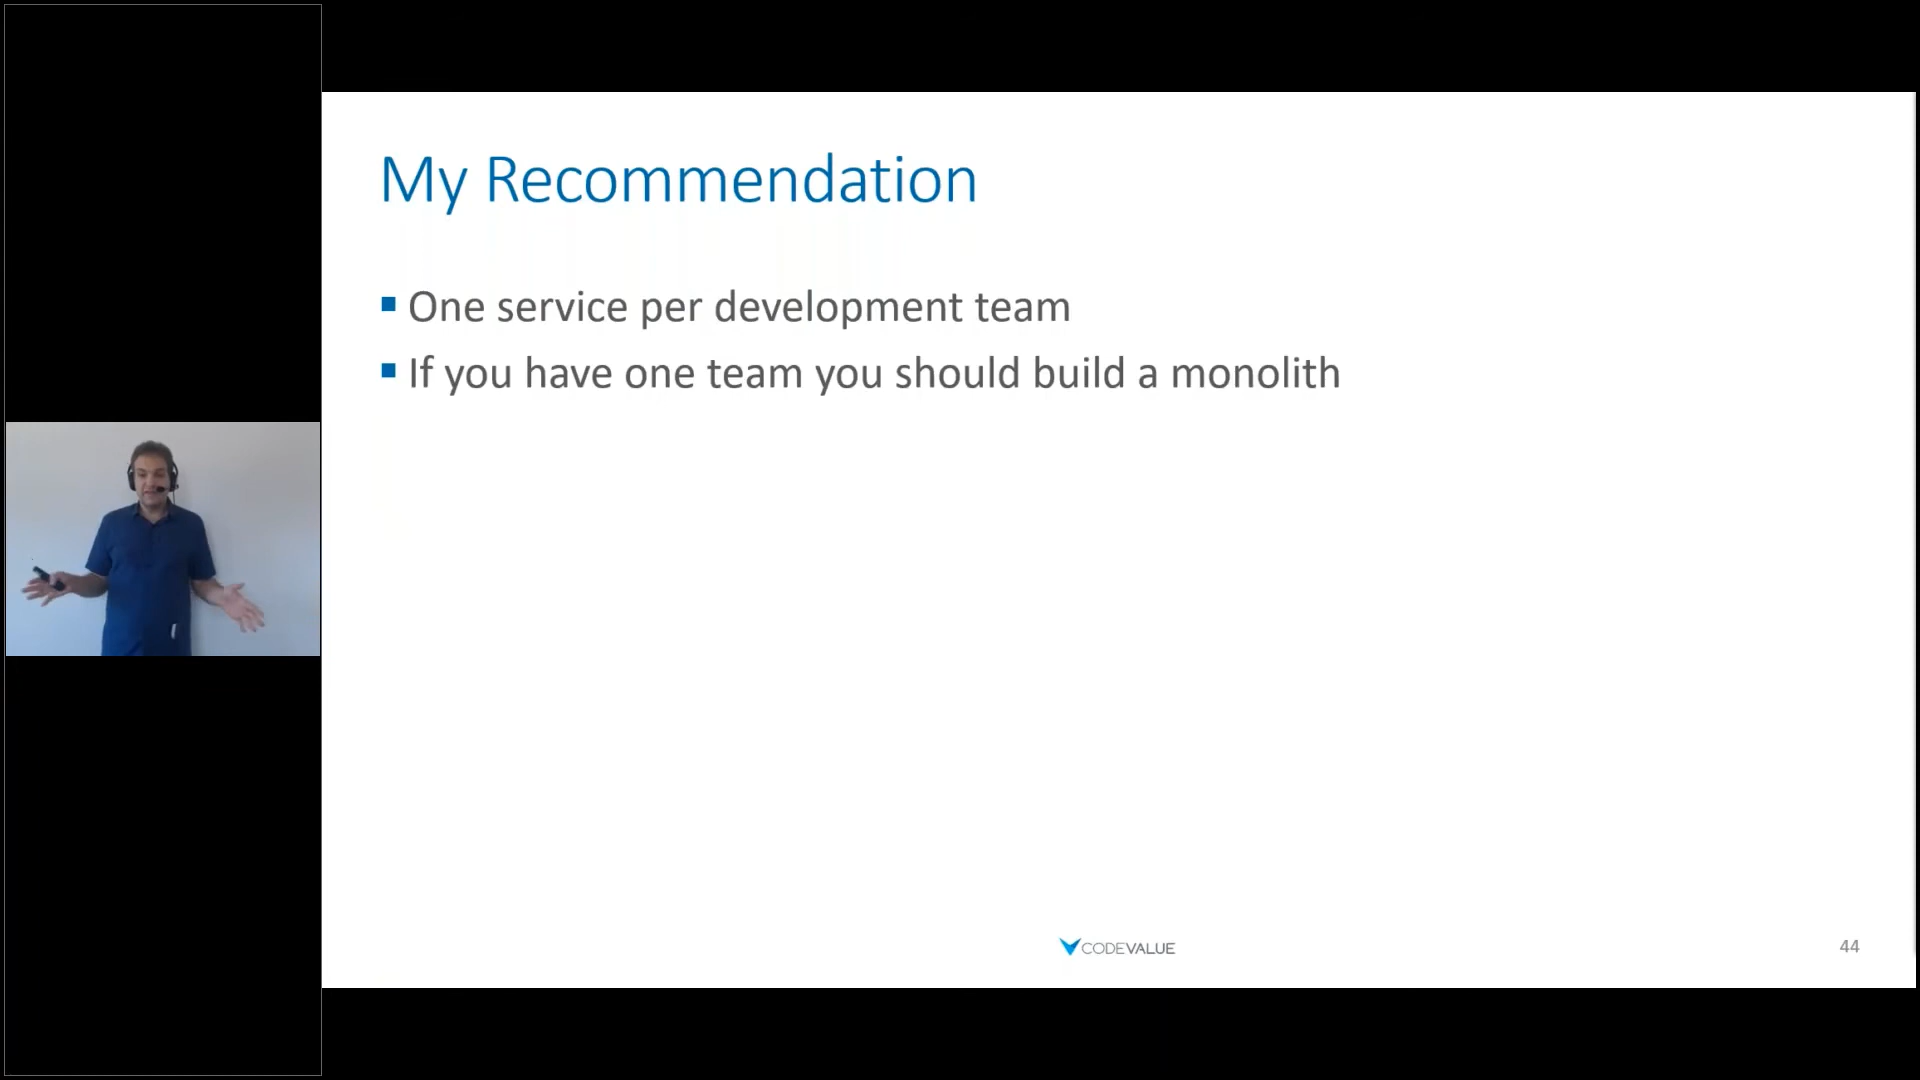 My Recommendation
One service per development team
If you have one team you should build a monolith
CODEVALUE
44